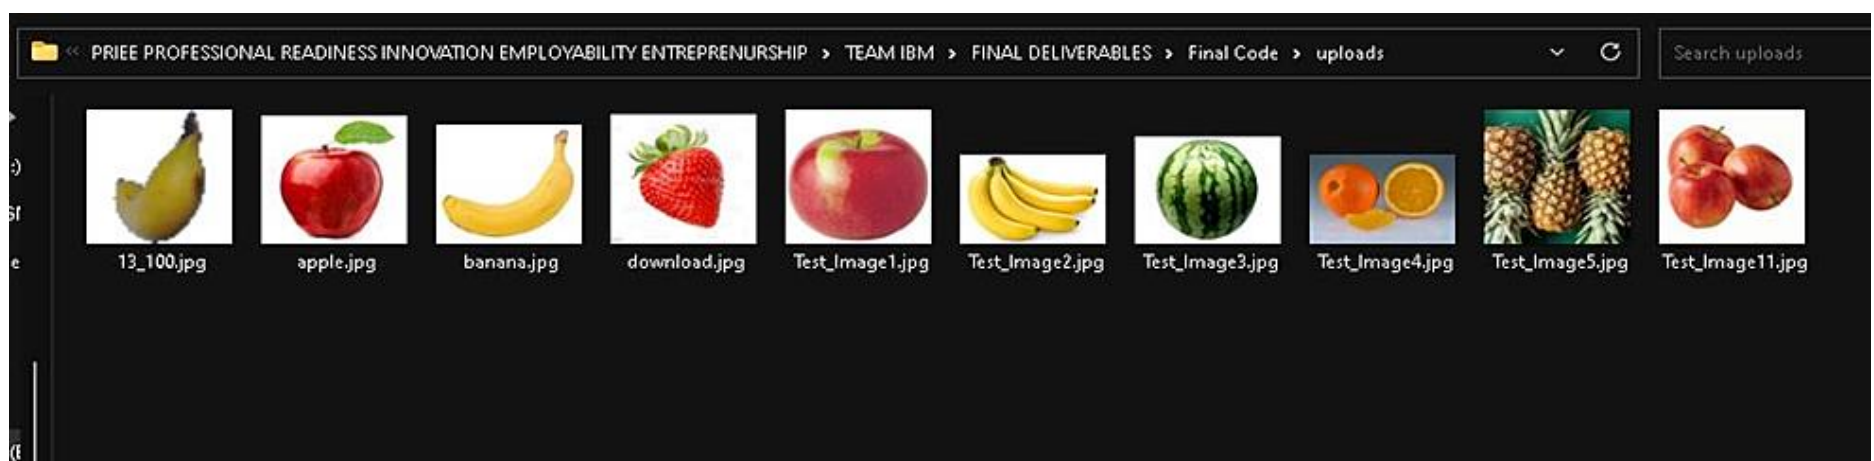 « PRIEE PROFESSIONAL READINESS INNOVATION EMPLOYABILITY ENTREPRENURSHIP > TEAM IBM > FINAL DELIVERABLES > Final Code > uploads
Search uploads
13_100.jpg
apple.jpg
banana.jpg
download.jpg
Test_Image1.jpg
Test_Image2.jpg
Test_Image3.jpg
Test_Image4.jpg
Test_Image5.jpg
Test_Image11.jpg